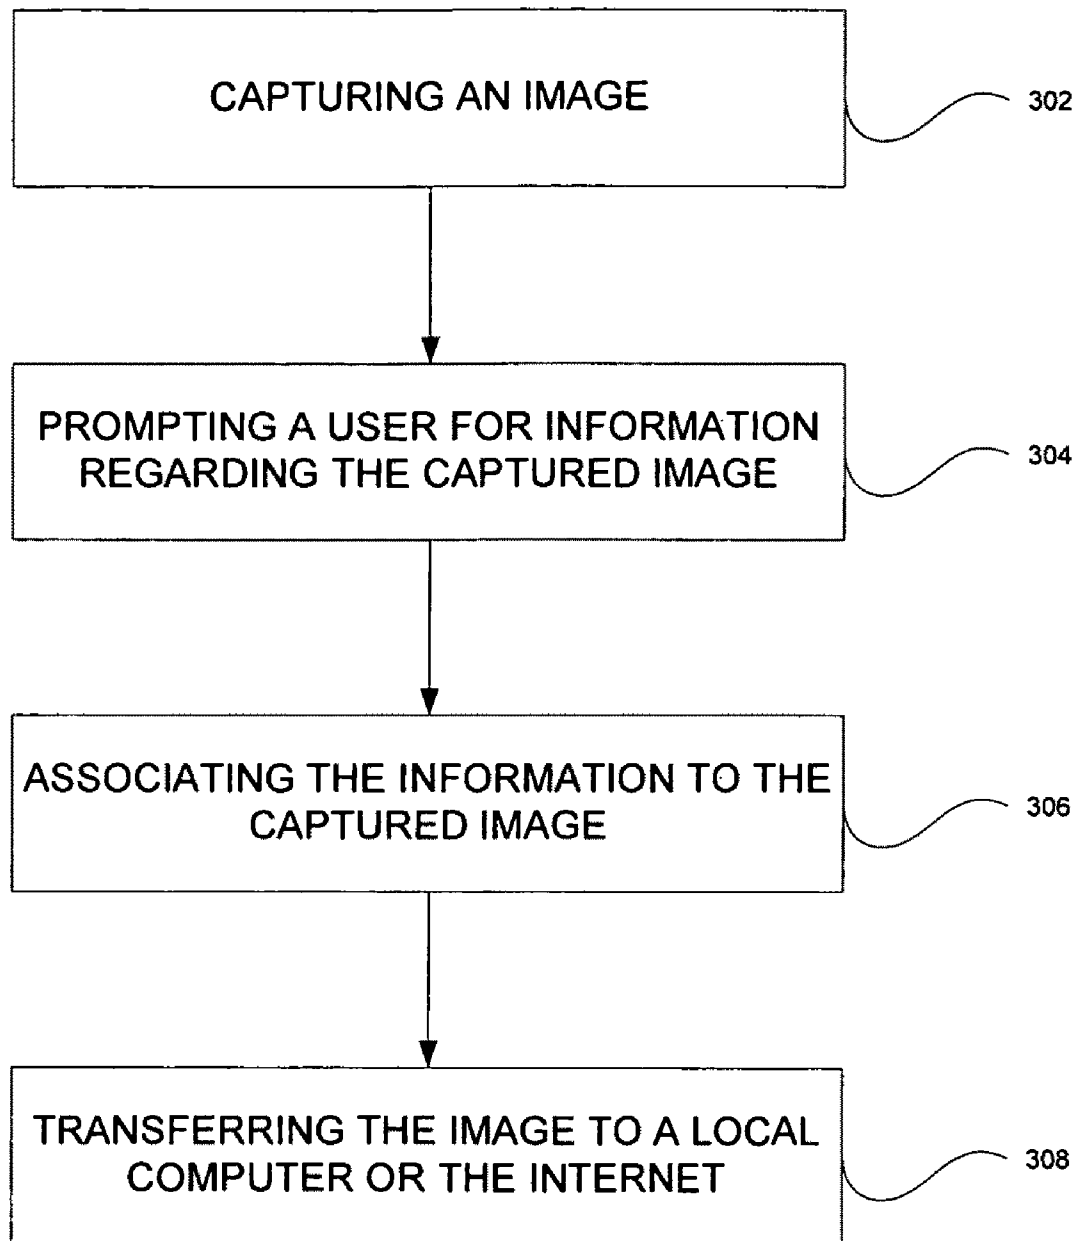 CAPTURING AN IMAGE
302
PROMPTING A USER FOR INFORMATION
REGARDING THE CAPTURED IMAGE
304
ASSOCIATING THE INFORMATION TO THE
CAPTURED IMAGE
306
TRANSFERRING THE IMAGE TO A LOCAL
COMPUTER OR THE INTERNET
308